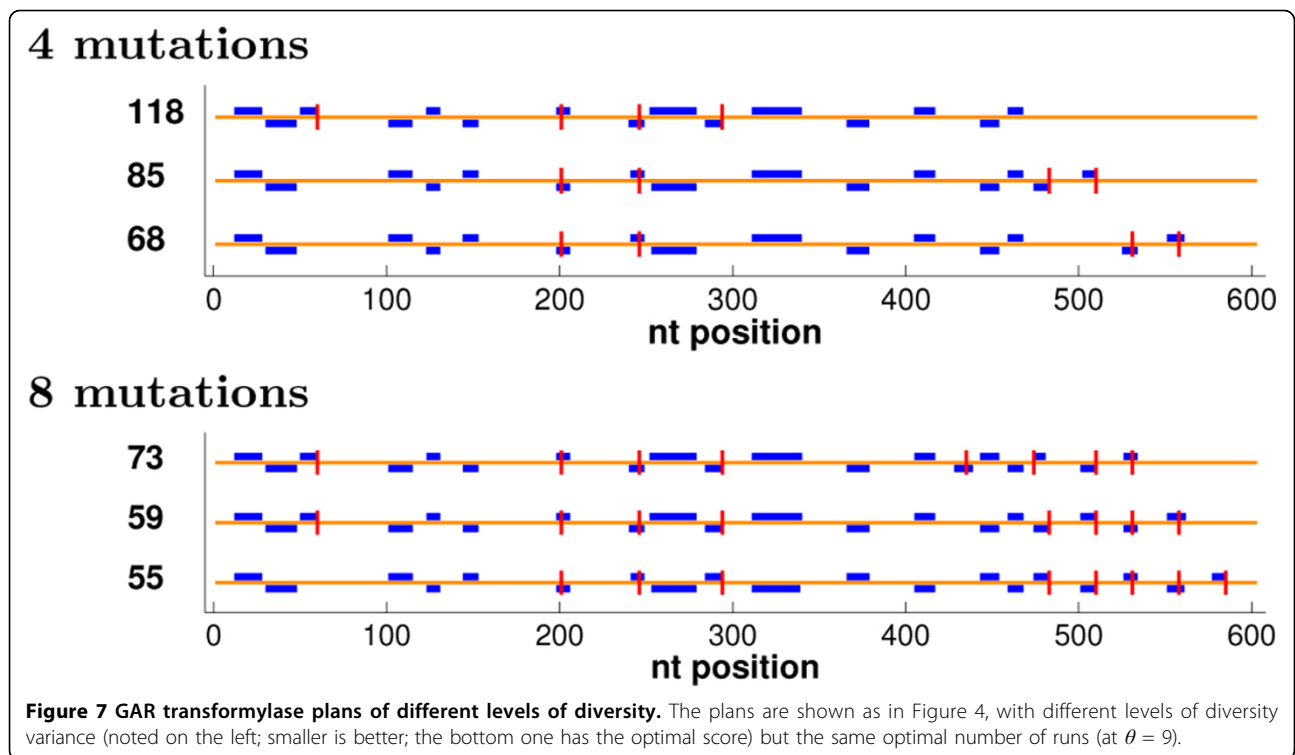 4 mutations
118
85
68
0 100 200 300 400 500 600
nt position
8 mutations
73
59
55
0 100 200 300 400 500 600
nt position
Figure 7 GAR transformylase plans of different levels of diversity. The plans are shown as in Figure 4, with different levels of diversity
variance (noted on the left; smaller is better; the bottom one has the optimal score) but the same optimal number of runs (at θ = 9).